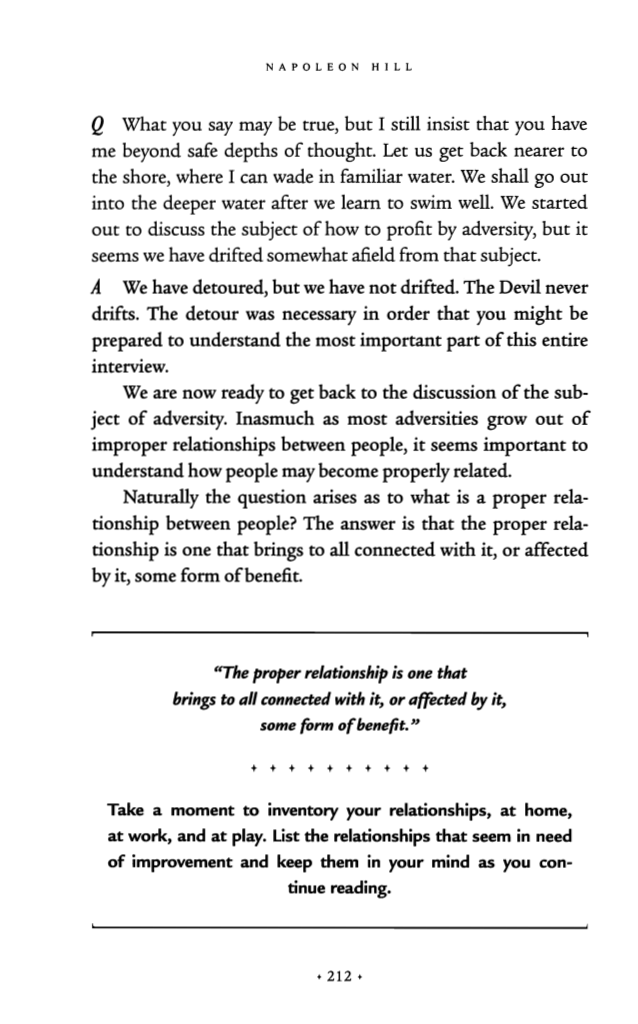 NAPOLEON HILL
Q What you say may be true, but I still insist that you have
me beyond safe depths of thought. Let us get back nearer to
the shore, where I can wade in familiar water. We shall go out
into the deeper water after we learn to swim well. We started
out to discuss the subject of how to profit by adversity, but it
seems we have drifted somewhat afield from that subject.
A We have detoured, but we have not drifted. The Devil never
drifts. The detour was necessary in order that you might be
prepared to understand the most important part of this entire
interview.
We are now ready to get back to the discussion of the sub-
ject of adversity. Inasmuch as most adversities grow out of
improper relationships between people, it seems important to
understand how people may become properly related.
Naturally the question arises as to what is a proper rela-
tionship between people? The answer is that the proper rela-
tionship is one that brings to all connected with it, or affected
by it, some form of benefit.
“The proper relationship is one that
brings to all connected with it, or affected by it,
some form of benefit.”
+ + + + + + + + + +
Take a moment to inventory your relationships, at home,
at work, and at play. List the relationships that seem in need
of improvement and keep them in your mind as you con-
tinue reading.
• 212 •